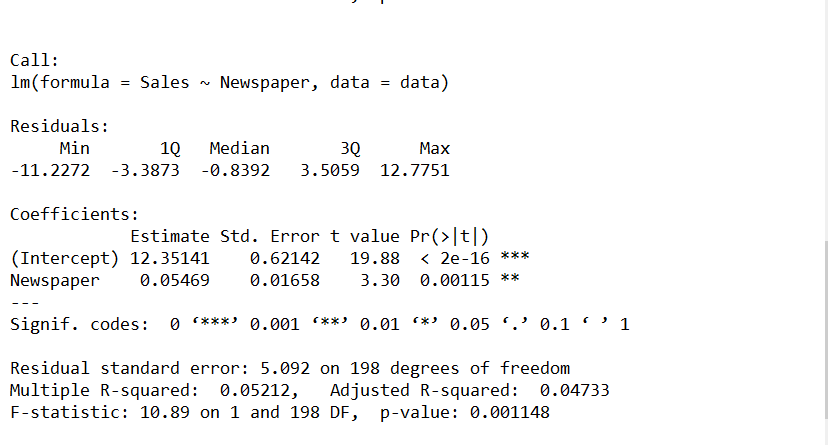 Call:
lm(formula = Sales ~ Newspaper, data = data)
Residuals:
Min 1Q Median 3Q Max
-11.2272 -3.3873 -0.8392 3.5059 12.7751
Coefficients:
Estimate Std. Error t value Pr(>|t|)
(Intercept) 12.35141 0.62142 19.88 < 2e-16 ***
Newspaper 0.05469 0.01658 3.30 0.00115 **
---
Signif. codes: 0 ‘***’ 0.001 ‘**’ 0.01 ‘*’ 0.05 ‘.’ 0.1 ‘ ’ 1
Residual standard error: 5.092 on 198 degrees of freedom
Multiple R-squared: 0.05212, Adjusted R-squared: 0.04733
F-statistic: 10.89 on 1 and 198 DF, p-value: 0.001148